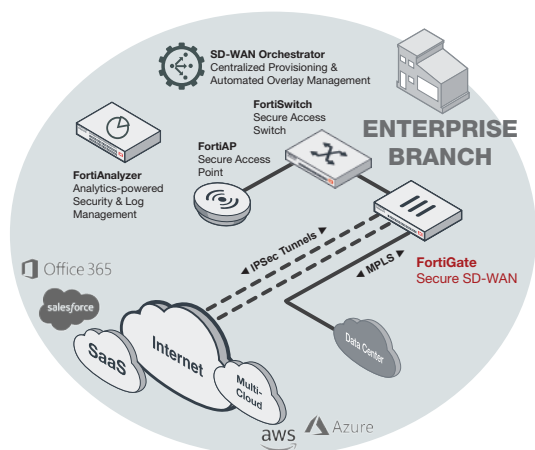 SD-WAN Orchestrator
Centralized Provisioning &
Automated Overlay Management
FortiSwitch
Secure Access
Switch
ENTERPRISE
BRANCH
FortiAP
Secure Access
Point
FortiAnalyzer
Analytics-powered
Security & Log
Management
FortiGate
Secure SD-WAN
IPSec Tunnels
MPLS
Office 365
salesforce
SaaS
Internet
Multi-
Cloud
Data Center
aws
Azure